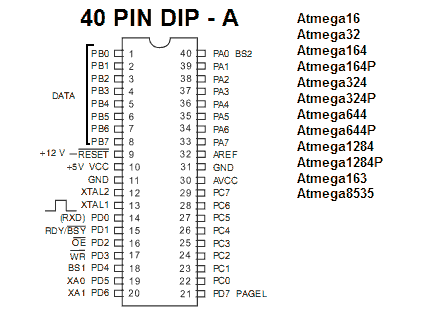 40 PIN DIP - A
PB0 1 40 PA0 BS2
PB1 2 39 PA1
PB2 3 38 PA2
PB3 4 37 PA3
DATA PB4 5 36 PA4
PB5 6 35 PA5
PB6 7 34 PA6
PB7 8 33 PA7
+12 V RESET 9 32 AREF
+5V VCC 10 31 GND
GND 11 30 AVCC
XTAL2 12 29 PC7
XTAL1 13 28 PC6
(RXD) PD0 14 27 PC5
RDY/BSY PD1 15 26 PC4
OE PD2 16 25 PC3
WR PD3 17 24 PC2
BS1 PD4 18 23 PC1
XA0 PD5 19 22 PC0
XA1 PD6 20 21 PD7 PAGEL
Atmega16
Atmega32
Atmega164
Atmega164P
Atmega324
Atmega324P
Atmega644
Atmega644P
Atmega1284
Atmega1284P
Atmega163
Atmega8535